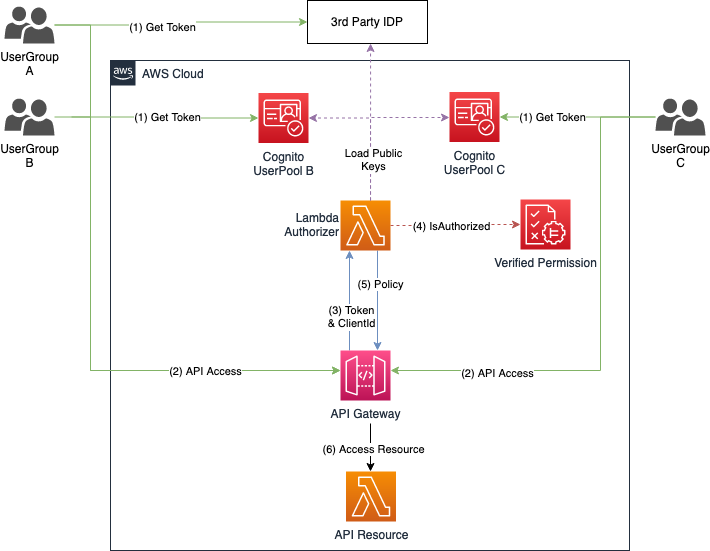 UserGroup
A
(1) Get Token
3rd Party IDP
aws
AWS Cloud
UserGroup
B
(1) Get Token
Cognito
UserPool B
Cognito
UserPool C
(1) Get Token
UserGroup
C
Load Public
Keys
Lambda
Authorizer
(4) IsAuthorized
Verified Permission
(5) Policy
(3) Token
& ClientId
(2) API Access
(2) API Access
API Gateway
(6) Access Resource
API Resource